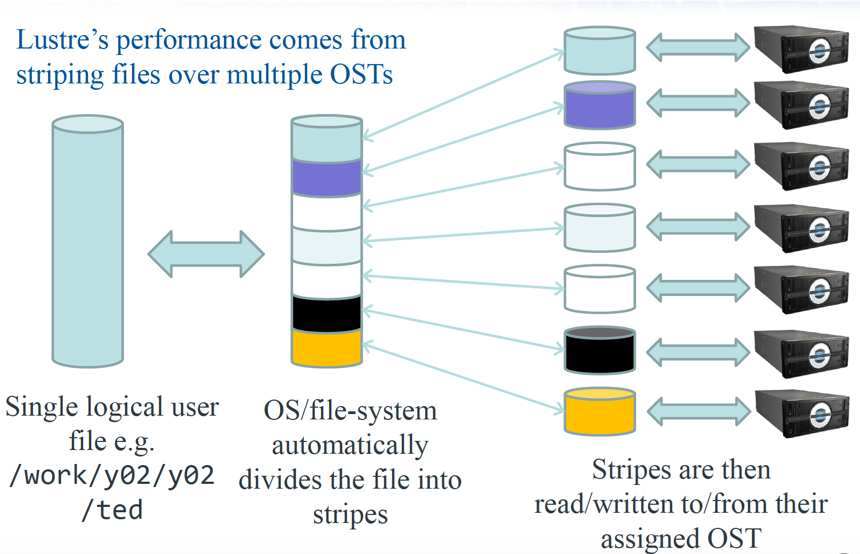 Lustre’s performance comes from
striping files over multiple OSTs
Single logical user
file e.g.
/work/y02/y02
/ted
OS/file-system
automatically
divides the file into
stripes
Stripes are then
read/written to/from their
assigned OST